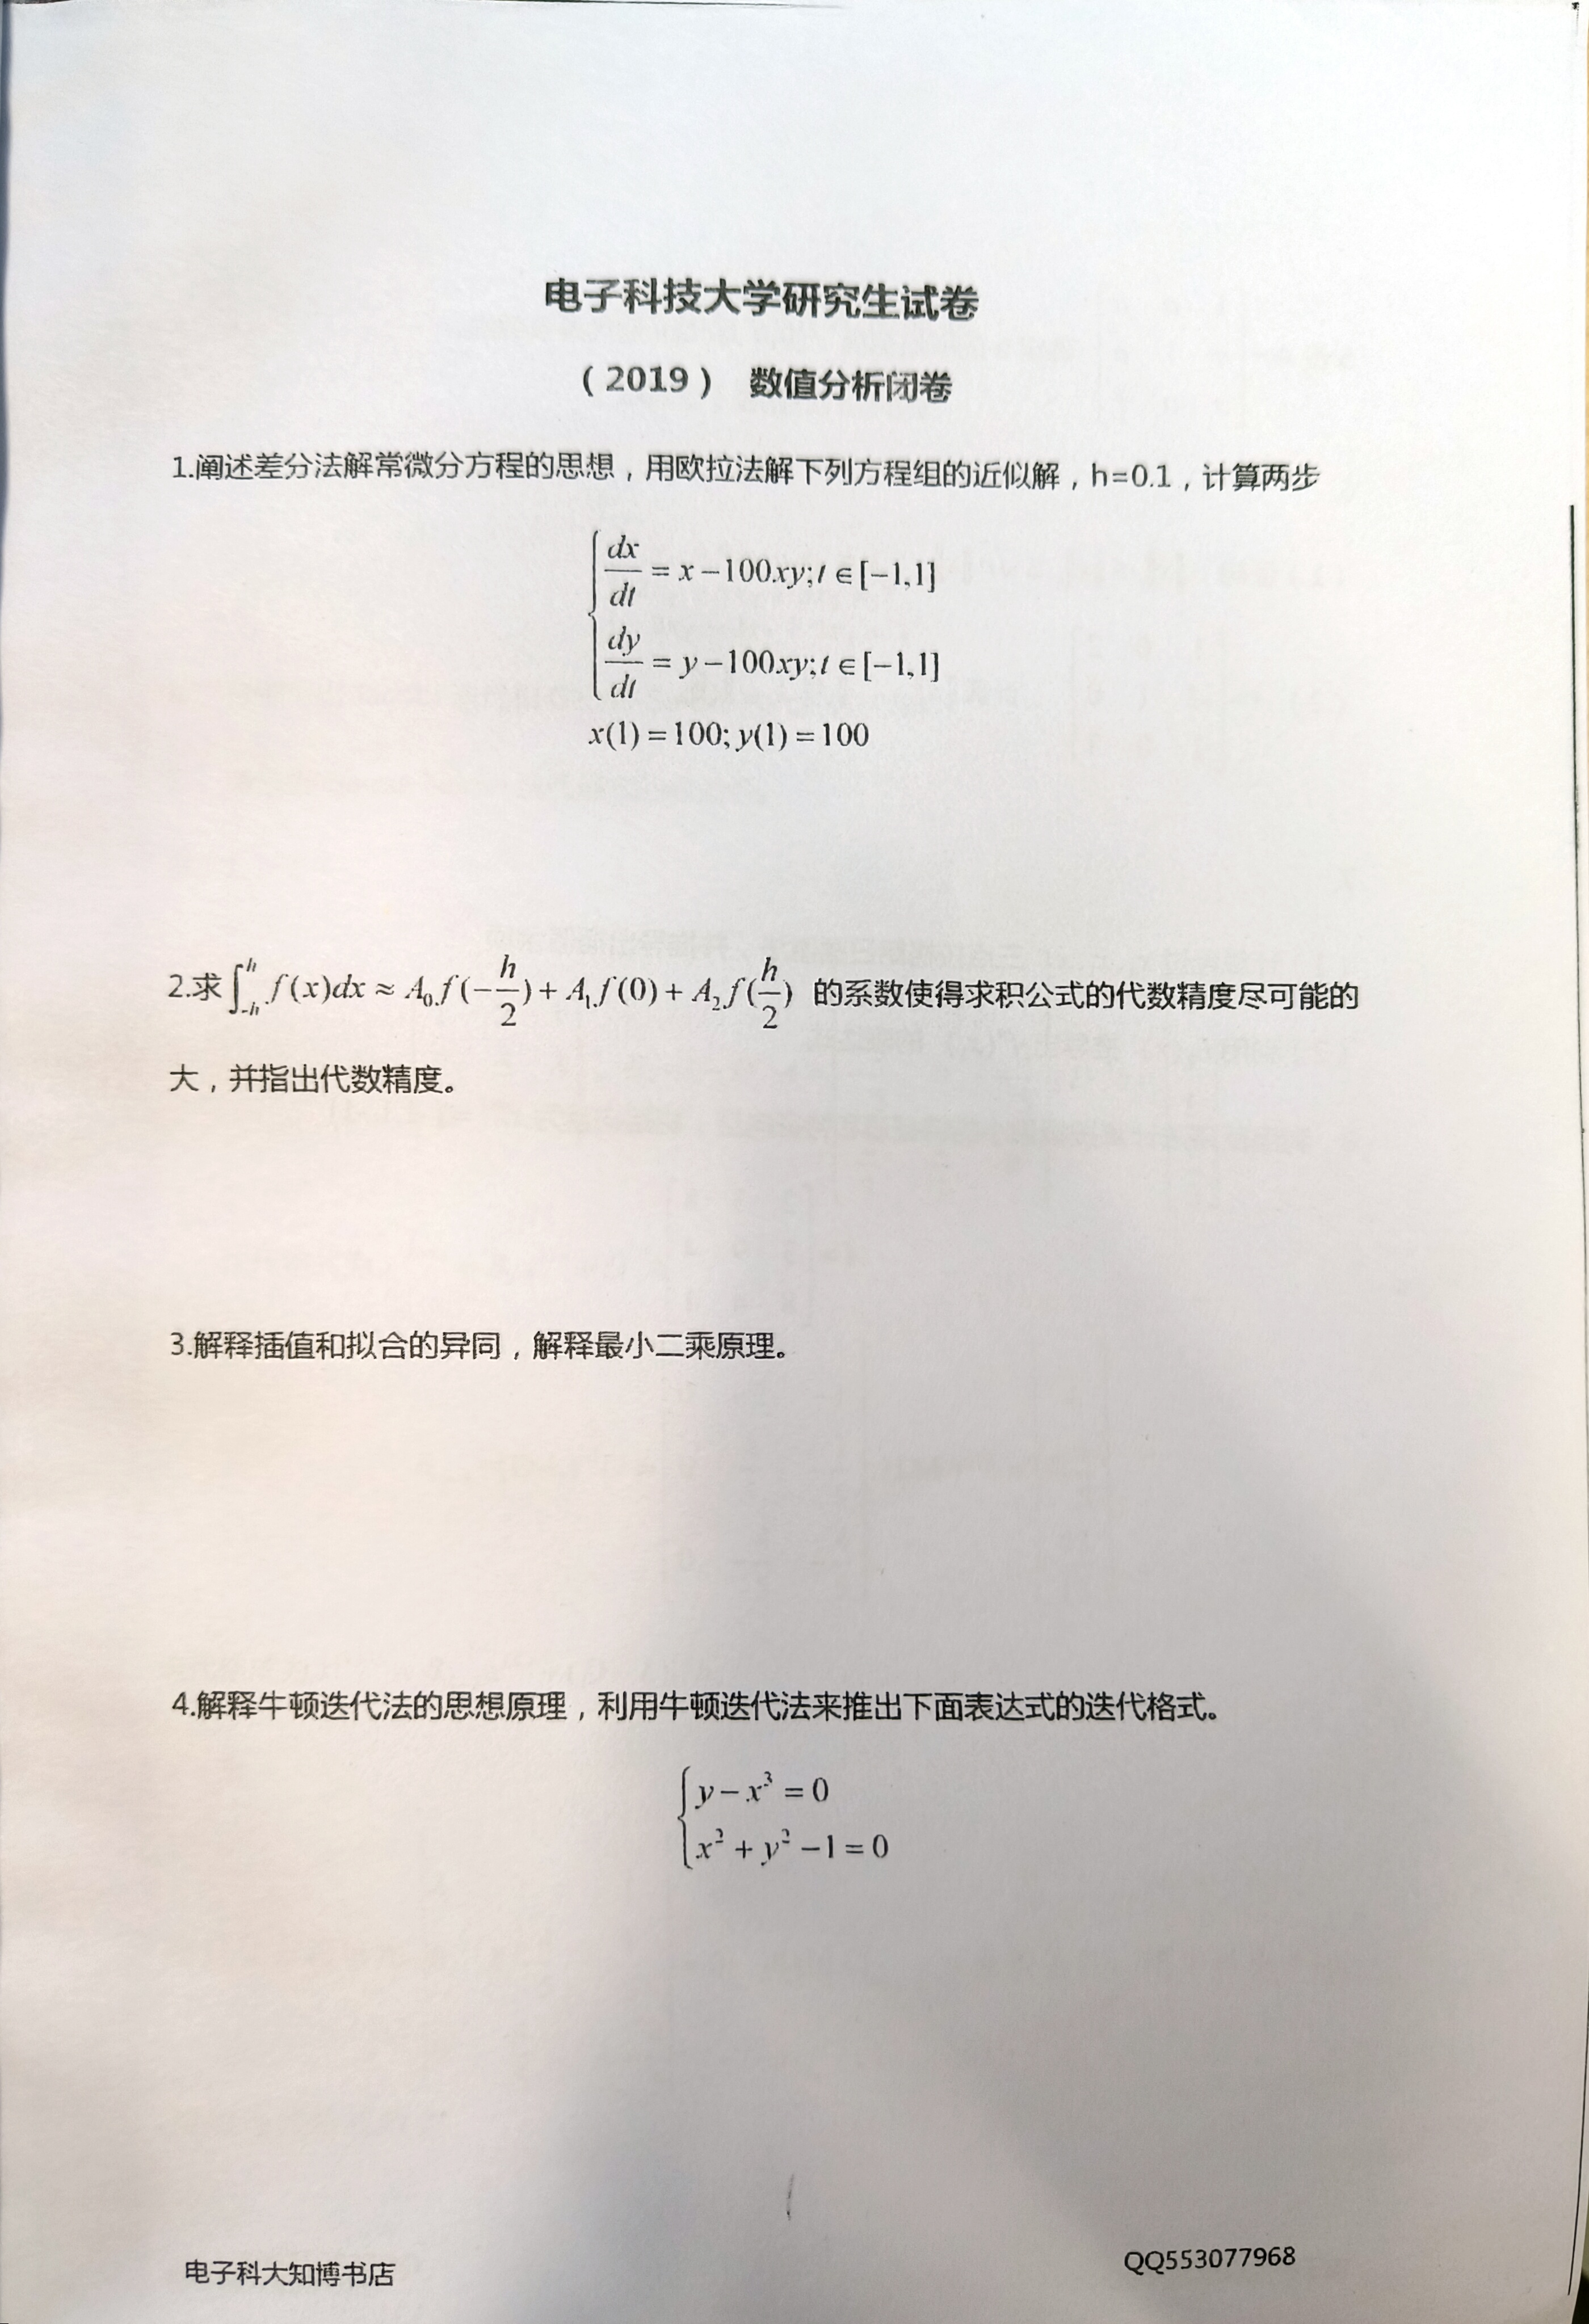 电子科技大学研究生试卷
（2019） 数值分析闭卷
1.阐述差分法解常微分方程的思想，用欧拉法解下列方程组的近似解，h=0.1，计算两步
\begin{cases} \frac{dx}{dt} = x-100xy; t \in [-1,1] \\ \frac{dy}{dt} = y-100xy; t \in [-1,1] \end{cases}
x(1)=100; y(1)=100
2.求 \int_{-h}^{h} f(x)dx \approx A_0 f(-\frac{h}{2}) + A_1 f(0) + A_2 f(\frac{h}{2}) 的系数使得求积公式的代数精度尽可能的
大，并指出代数精度。
3.解释插值和拟合的异同，解释最小二乘原理。
4.解释牛顿迭代法的思想原理，利用牛顿迭代法来推出下面表达式的迭代格式。
\begin{cases} y-x^3=0 \\ x^2+y^2-1=0 \end{cases}
电子科大知博书店
QQ553077968